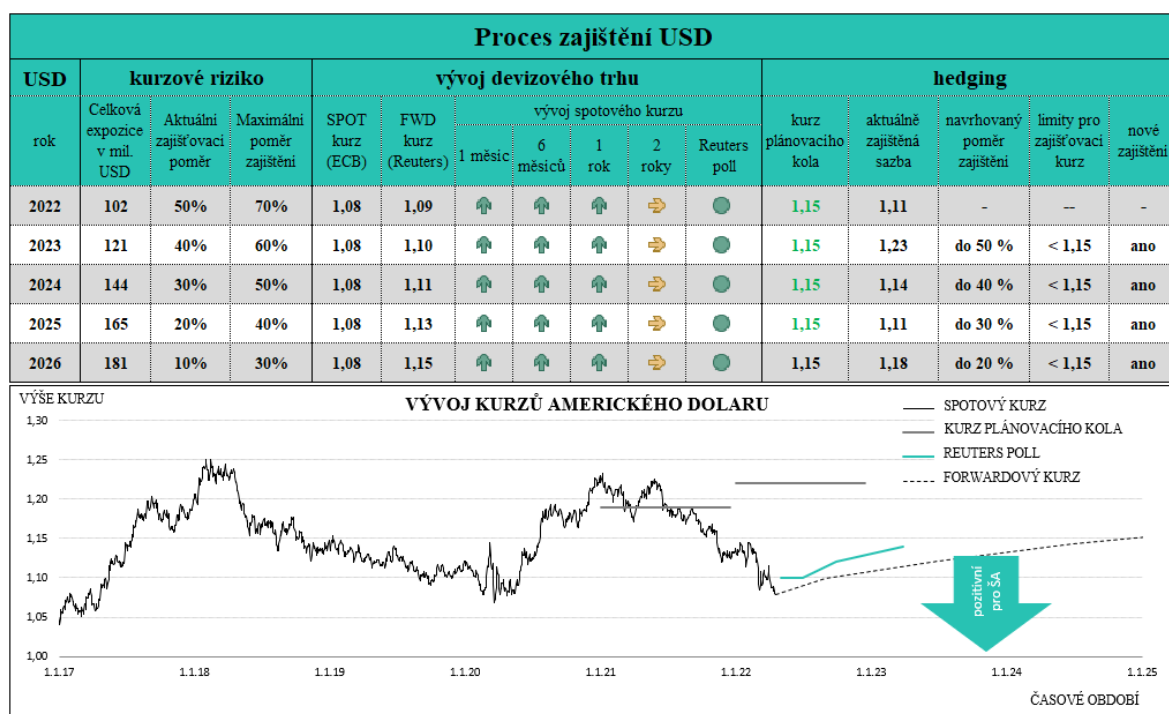 Proces zajištění USD
USD kurzové riziko vývoj devizového trhu hedging
rok Celková expozice v mil. USD Aktuální zajišťovací poměr Maximální poměr zajištění SPOT kurz (ECB) FWD kurz (Reuters) vývoj spotového kurzu kurz plánovacího kola aktuálně zajištěná sazba navrhovaný poměr zajištění limity pro zajišťovací kurz nové zajištění
1 měsíc 6 měsíců 1 rok 2 roky Reuters poll
2022 102 50% 70% 1,08 1,09 1,15 1,11 - -- -
2023 121 40% 60% 1,08 1,10 1,15 1,23 do 50 % < 1,15 ano
2024 144 30% 50% 1,08 1,11 1,15 1,14 do 40 % < 1,15 ano
2025 165 20% 40% 1,08 1,13 1,15 1,11 do 30 % < 1,15 ano
2026 181 10% 30% 1,08 1,15 1,15 1,18 do 20 % < 1,15 ano
VÝŠE KURZU
VÝVOJ KURZŮ AMERICKÉHO DOLARU
SPOTOVÝ KURZ
KURZ PLÁNOVACÍHO KOLA
REUTERS POLL
FORWARDOVÝ KURZ
1,30
1,25
1,20
1,15
1,10
1,05
1,00
pozitivní
pro ŠA
1.1.17 1.1.18 1.1.19 1.1.20 1.1.21 1.1.22 1.1.23 1.1.24 1.1.25
ČASOVÉ OBDOBÍ